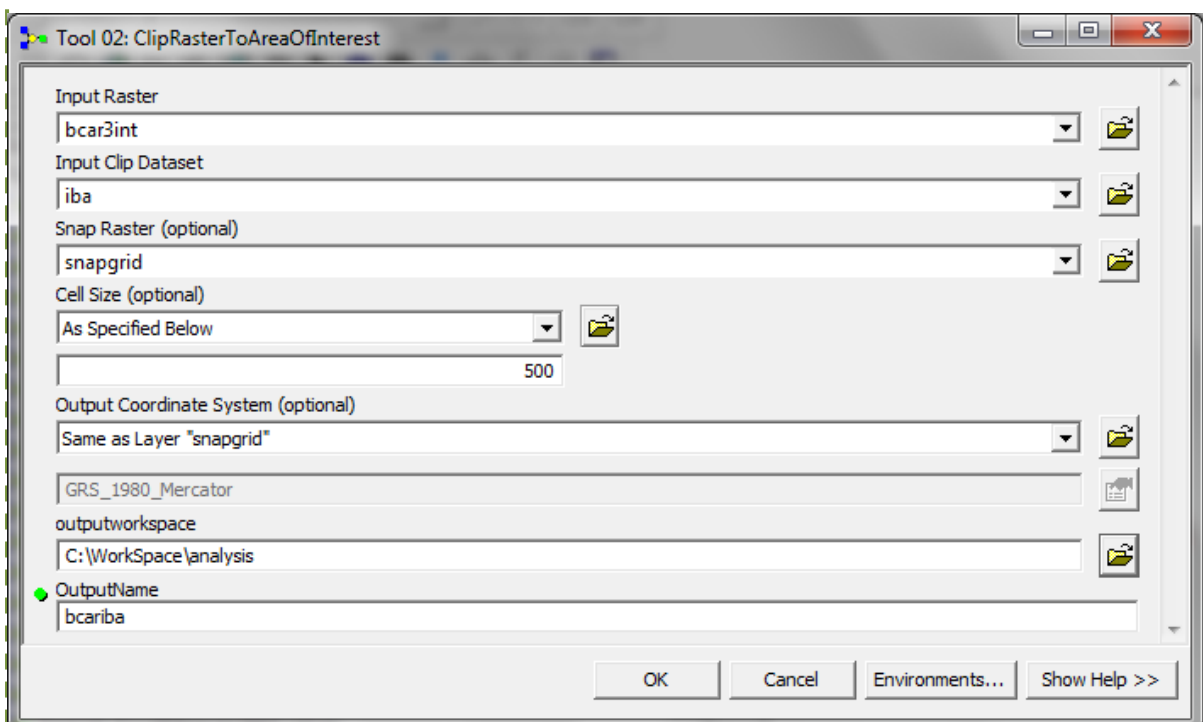 Tool 02: ClipRasterToAreaOfInterest
Input Raster
bcar3int
Input Clip Dataset
iba
Snap Raster (optional)
snapgrid
Cell Size (optional)
As Specified Below
500
Output Coordinate System (optional)
Same as Layer "snapgrid"
GRS_1980_Mercator
outputworkspace
C:\WorkSpace\analysis
OutputName
bcariba
OK Cancel Environments... Show Help >>